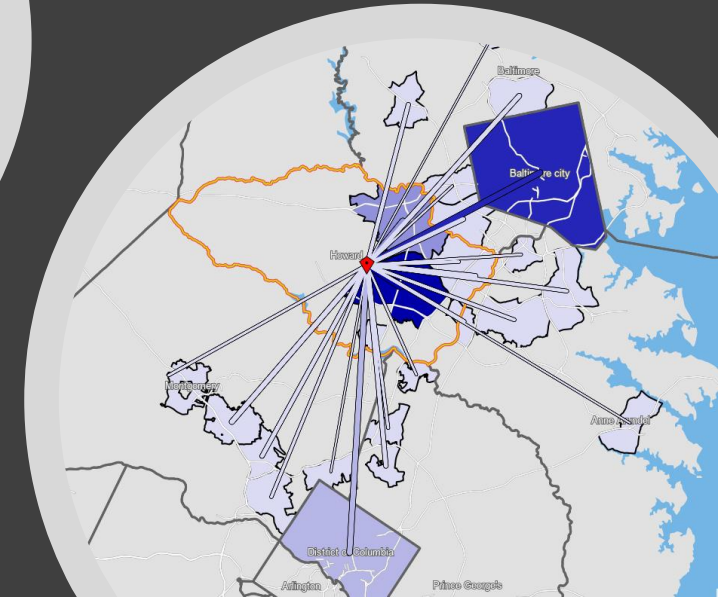 Baltimore
Baltimore city
Howard
Montgomery
Anne Arundel
District of Columbia
Arlington
Prince George's